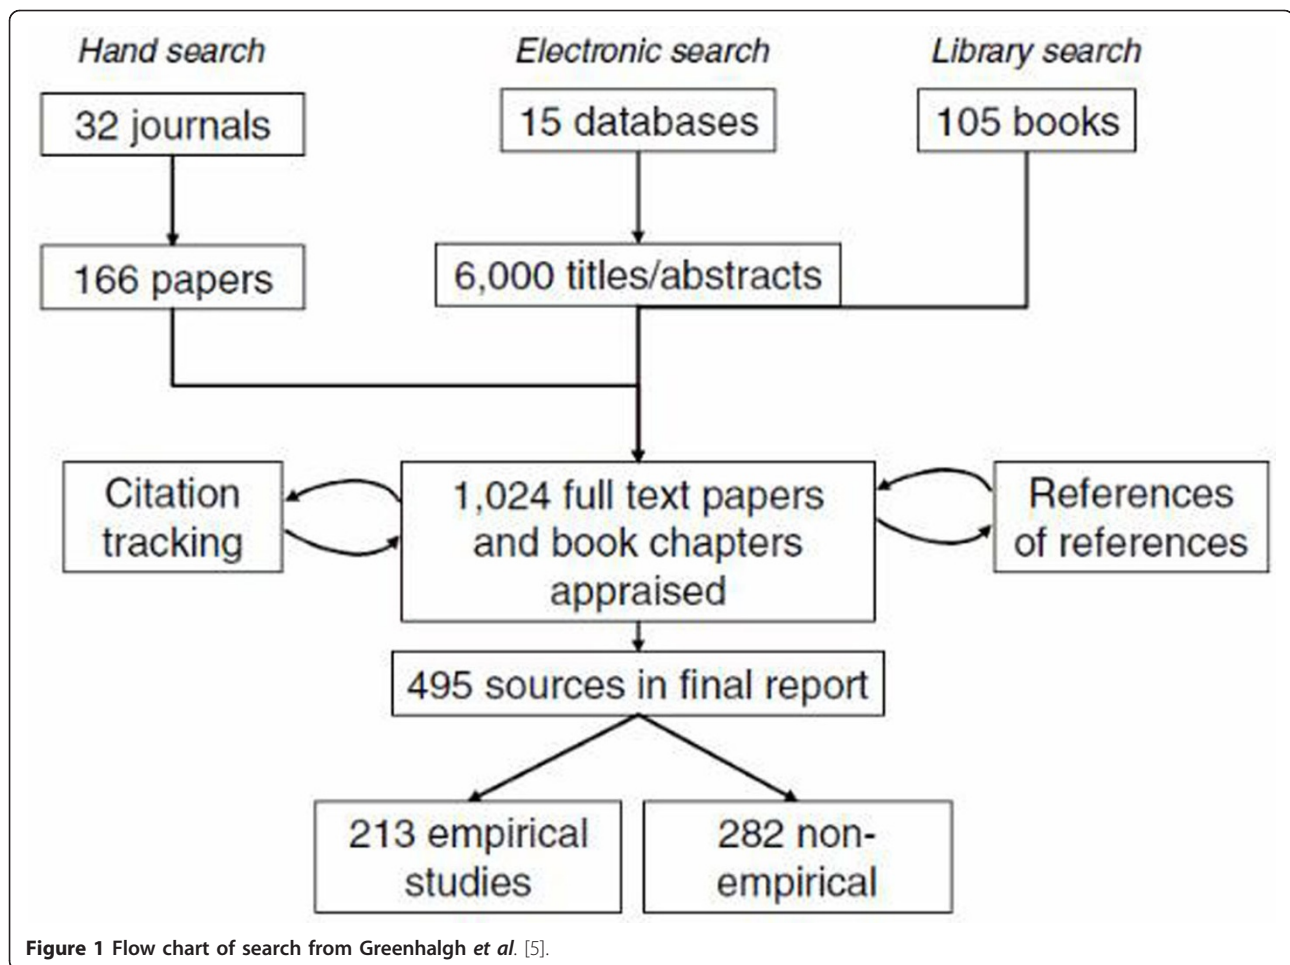 Hand search
Electronic search
Library search
32 journals
15 databases
105 books
166 papers
6,000 titles/abstracts
Citation
tracking
1,024 full text papers
and book chapters
appraised
References
of references
495 sources in final report
213 empirical
studies
282 non-
empirical
Figure 1 Flow chart of search from Greenhalgh et al. [5].